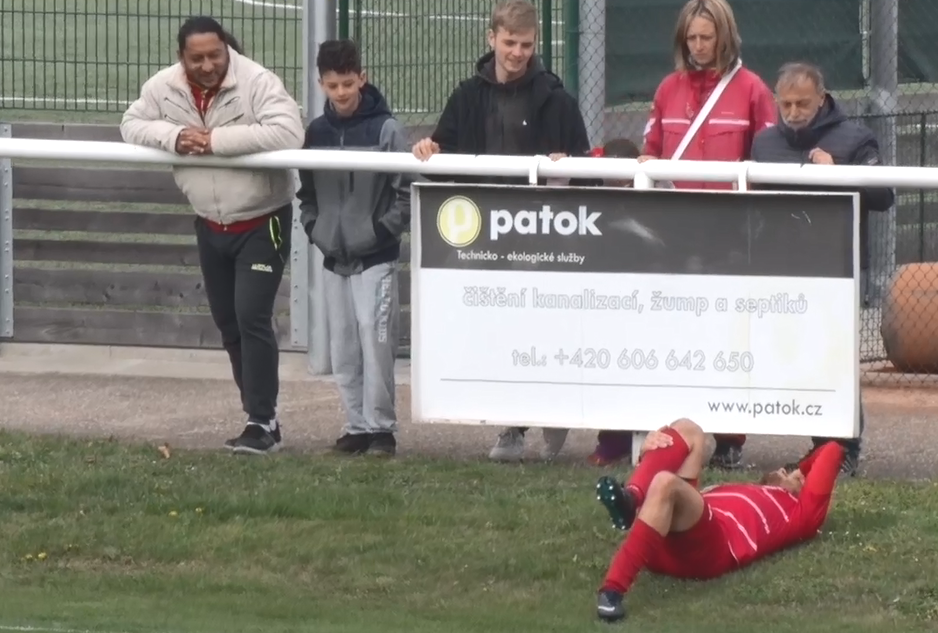 patok
Technicko - ekologické služby
čištění kanalizací, žump a septiků
tel.: +420 606 642 650
www.patok.cz